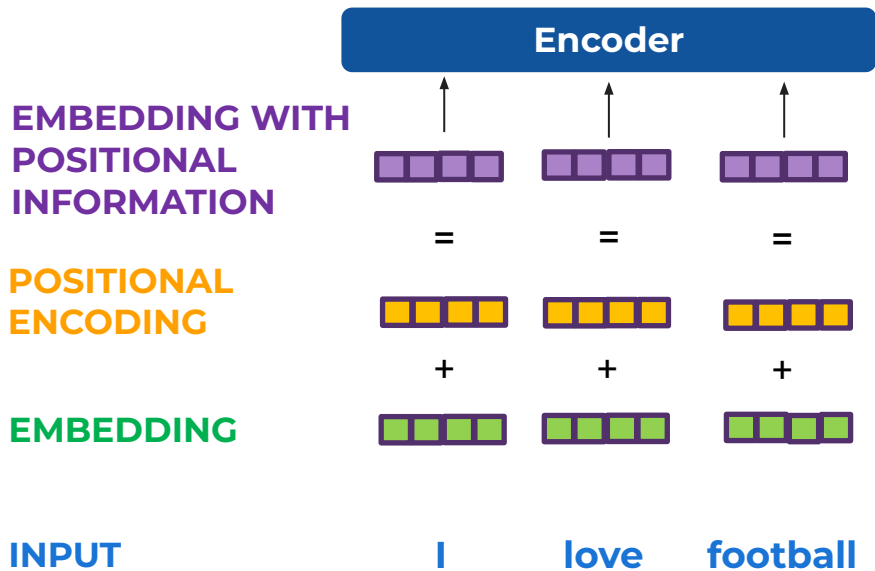 Encoder
EMBEDDING WITH
POSITIONAL
INFORMATION
= = =
POSITIONAL
ENCODING
+ + +
EMBEDDING
INPUT I love football